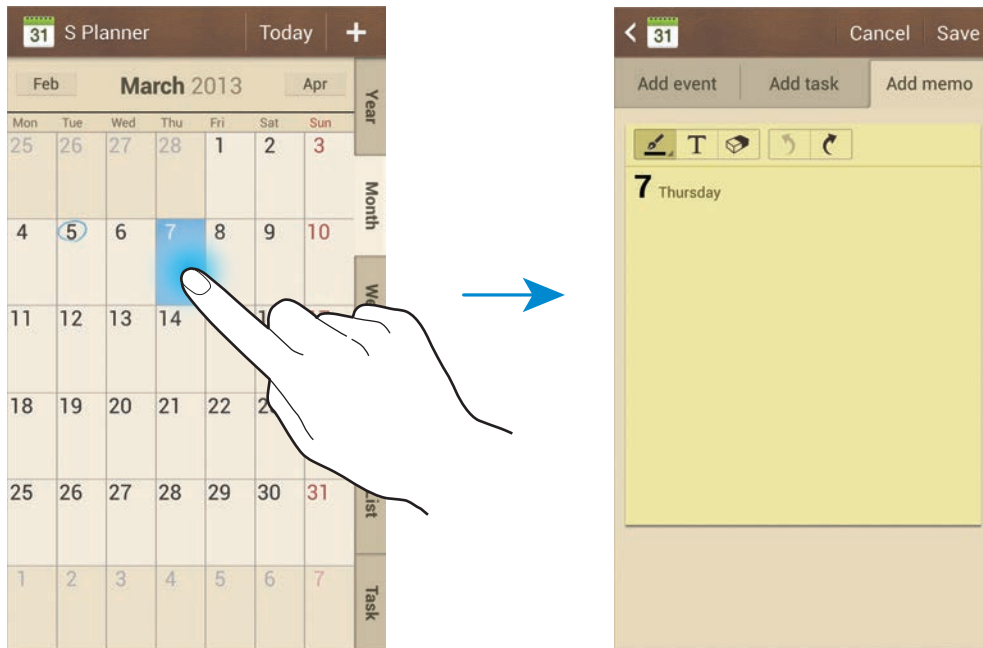 31 S Planner Today +
Feb March 2013 Apr
Mon Tue Wed Thu Fri Sat Sun
25 26 27 28 1 2 3
4 5 6 7 8 9 10
11 12 13 14
18 19 20 21 22
25 26 27 28 29 30 31
1 2 3 4 5 6 7
Year
Month
List
Task
31 Cancel Save
Add event Add task Add memo
T
7 Thursday